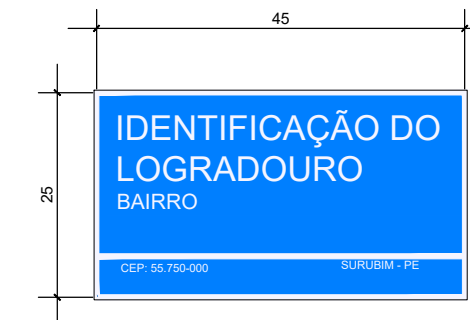 45
25
IDENTIFICAÇÃO DO
LOGRADOURO
BAIRRO
CEP: 55.750-000 SURUBIM - PE